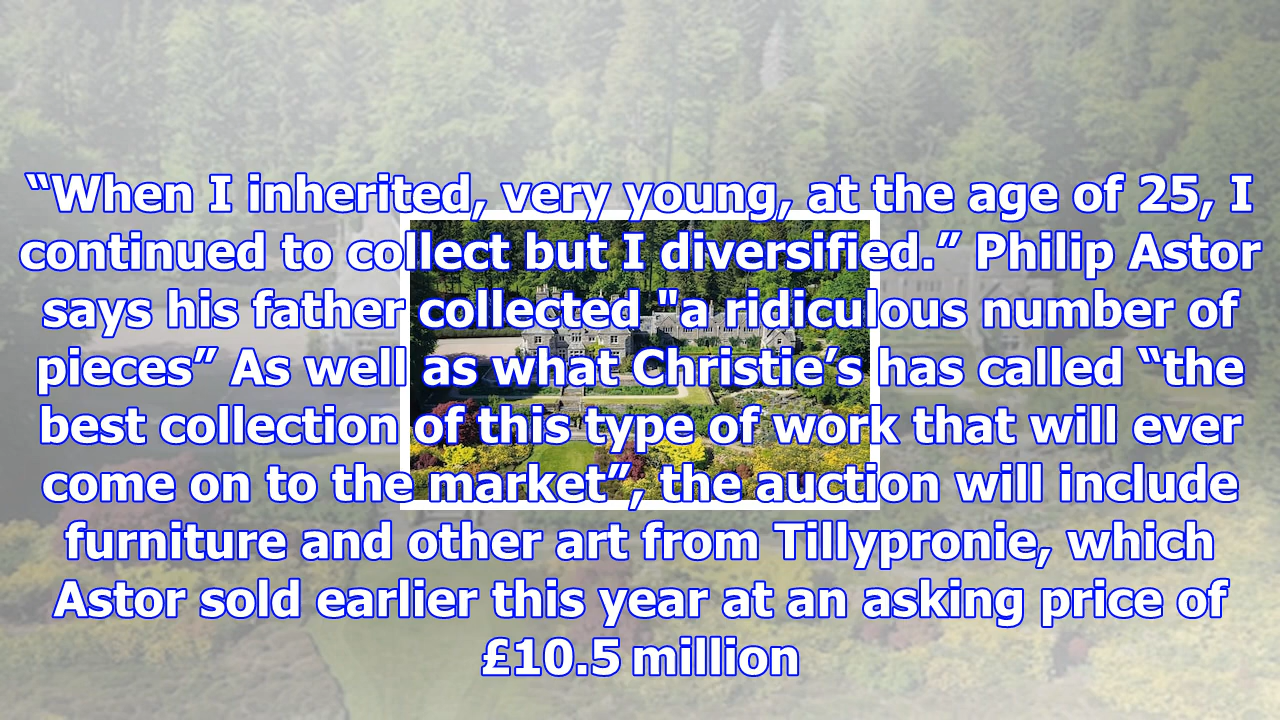 “When I inherited, very young, at the age of 25, I
continued to collect but I diversified.” Philip Astor
says his father collected "a ridiculous number of
pieces” As well as what Christie’s has called “the
best collection of this type of work that will ever
come on to the market”, the auction will include
furniture and other art from Tillypronie, which
Astor sold earlier this year at an asking price of
£10.5 million